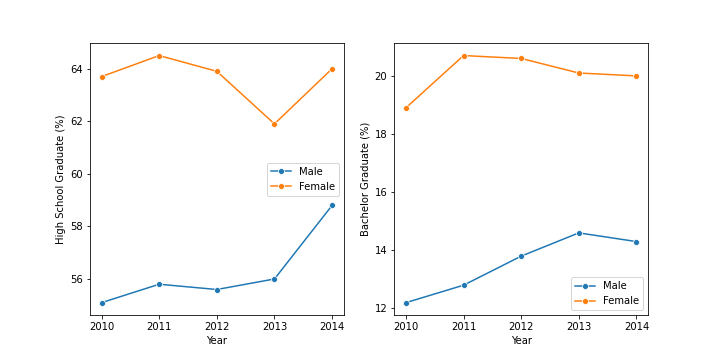 High School Graduate (%)
64
62
60
58
56
Male
Female
2010 2011 2012 2013 2014
Year
Bachelor Graduate (%)
20
18
16
14
12
Male
Female
2010 2011 2012 2013 2014
Year